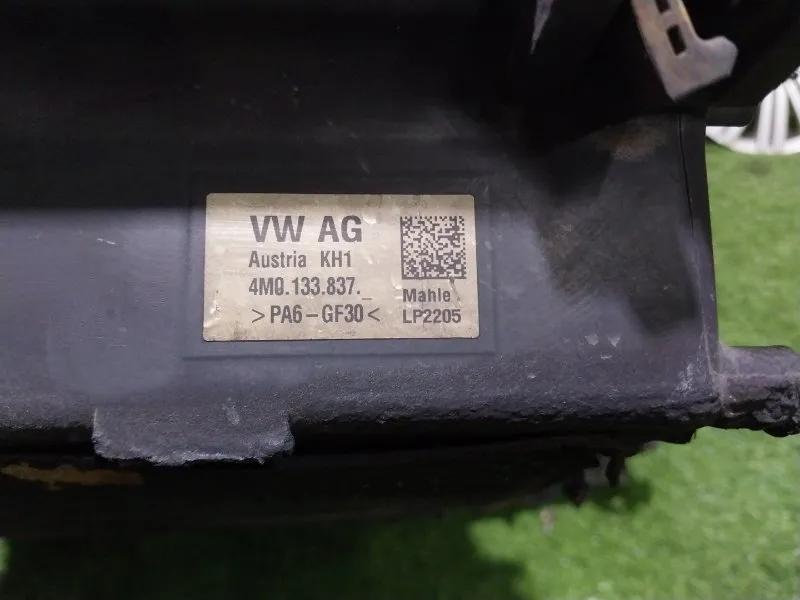 VW AG
Austria KH1
4M0.133.837._
>PA6-GF30<
Mahle
LP2205